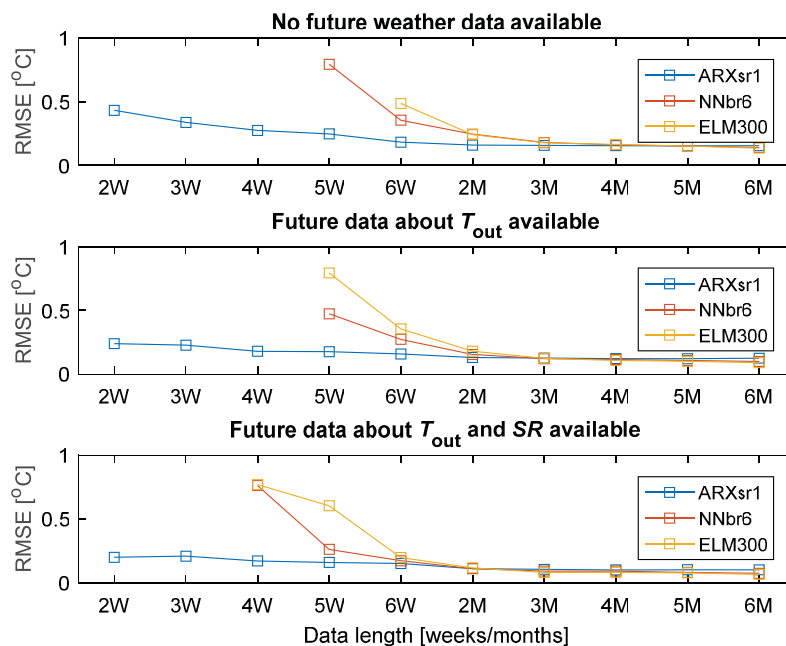 No future weather data available
RMSE [°C]
1
0.5
0
ARXsr1
NNbr6
ELM300
2W 3W 4W 5W 6W 2M 3M 4M 5M 6M
Future data about Tout available
RMSE [°C]
1
0.5
0
ARXsr1
NNbr6
ELM300
2W 3W 4W 5W 6W 2M 3M 4M 5M 6M
Future data about Tout and SR available
RMSE [°C]
1
0.5
0
ARXsr1
NNbr6
ELM300
2W 3W 4W 5W 6W 2M 3M 4M 5M 6M
Data length [weeks/months]